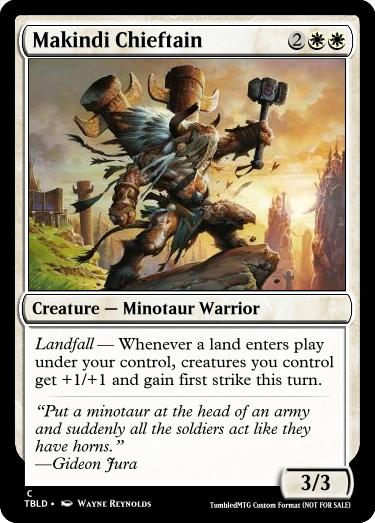 Makindi Chieftain 2
Creature — Minotaur Warrior
Landfall — Whenever a land enters play
under your control, creatures you control
get +1/+1 and gain first strike this turn.
“Put a minotaur at the head of an army
and suddenly all the soldiers act like they
have horns.”
—Gideon Jura
3/3
C
TBLD • Wayne Reynolds
TumbledMTG Custom Format (NOT FOR SALE)